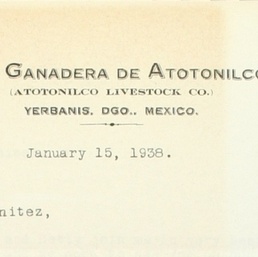 GANADERA DE ATOTONILCO
(ATOTONILCO LIVESTOCK CO.)
YERBANIS, DGO., MEXICO.
January 15, 1938.
nitez,